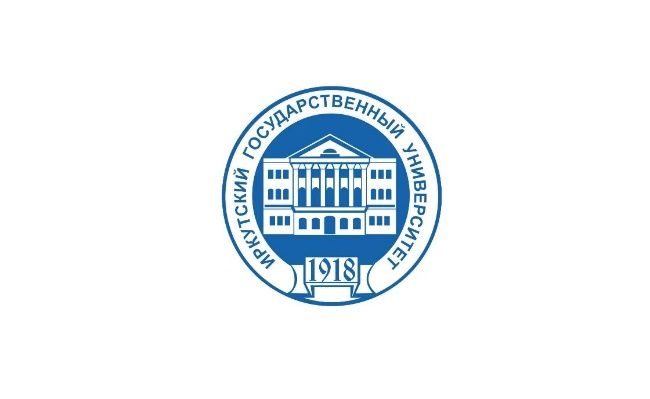 ИРКУТСКИЙ ГОСУДАРСТВЕННЫЙ УНИВЕРСИТЕТ
1918